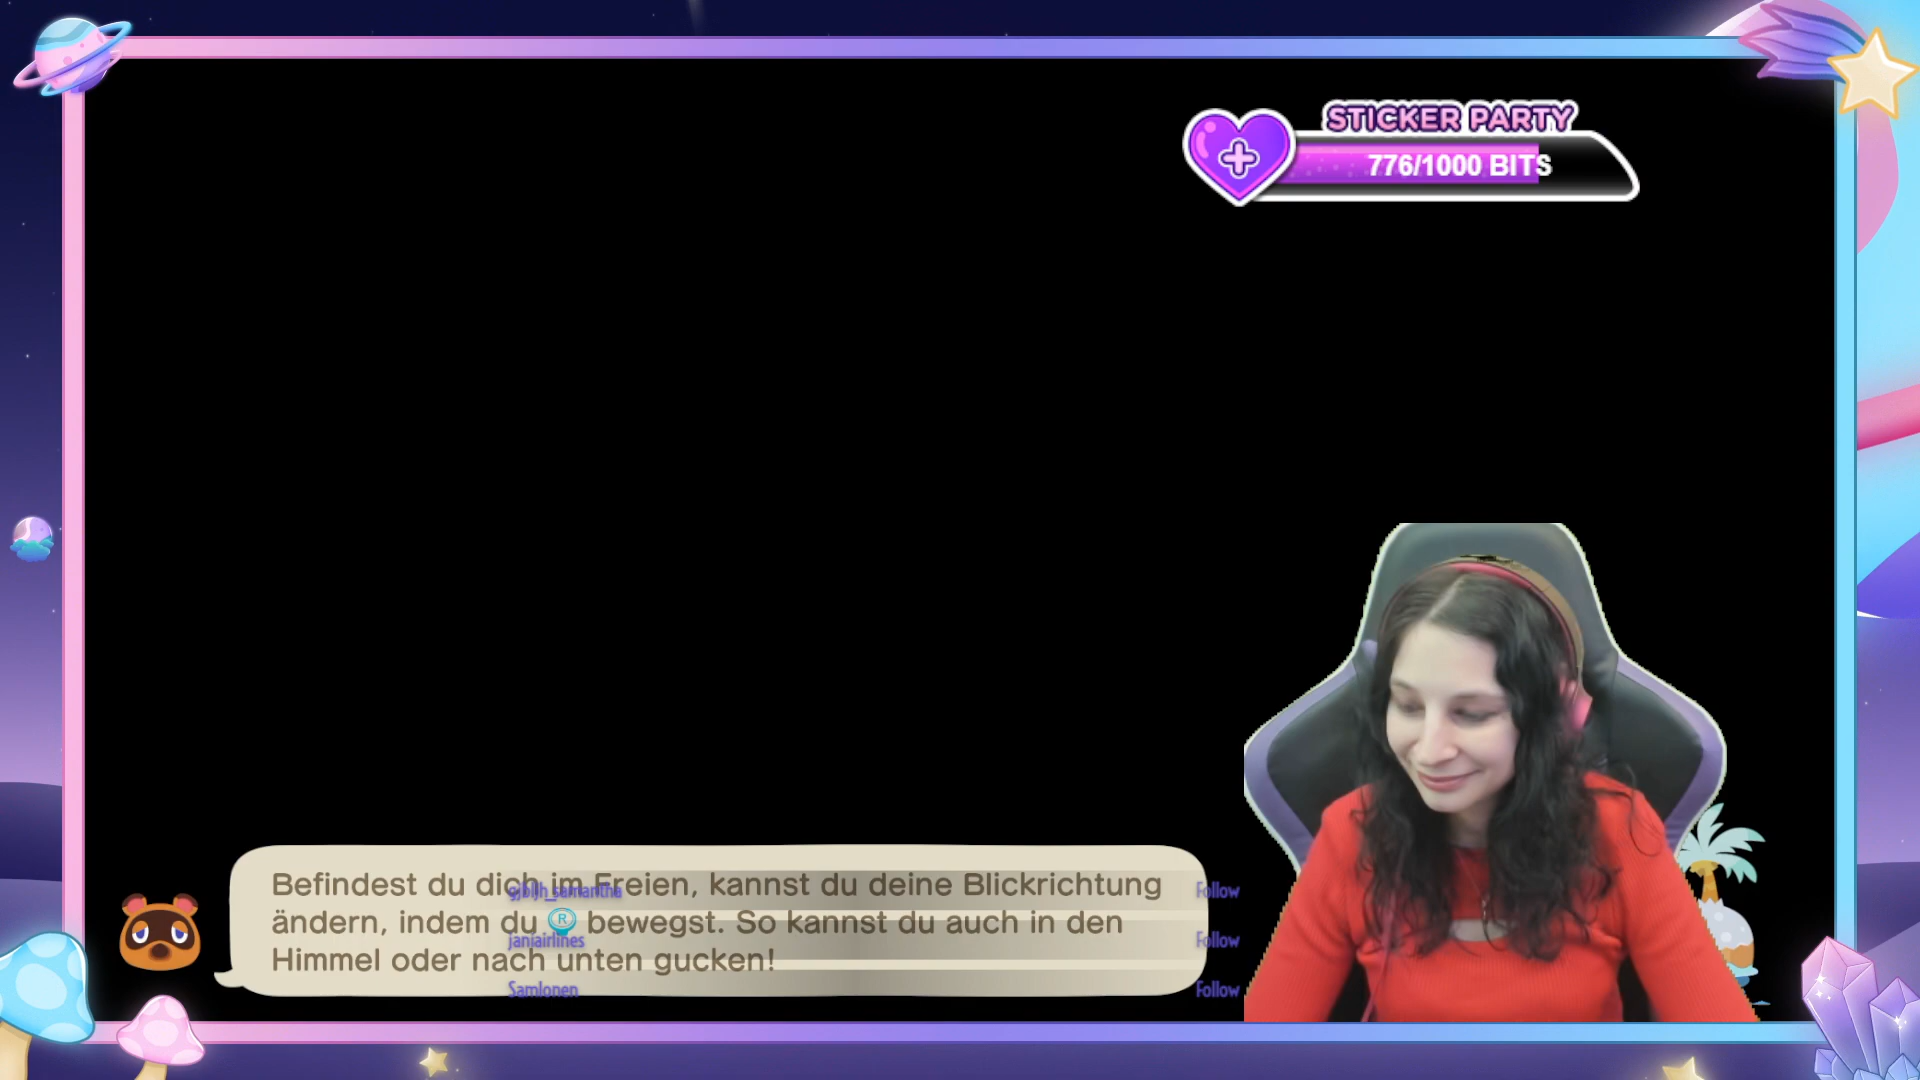 STICKER PARTY
776/1000 BITS
Befindest du dich im Freien, kannst du deine Blickrichtung
ändern, indem du R bewegst. So kannst du auch in den
Himmel oder nach unten gucken!
Follow
janjairlines Follow
Samlonen Follow